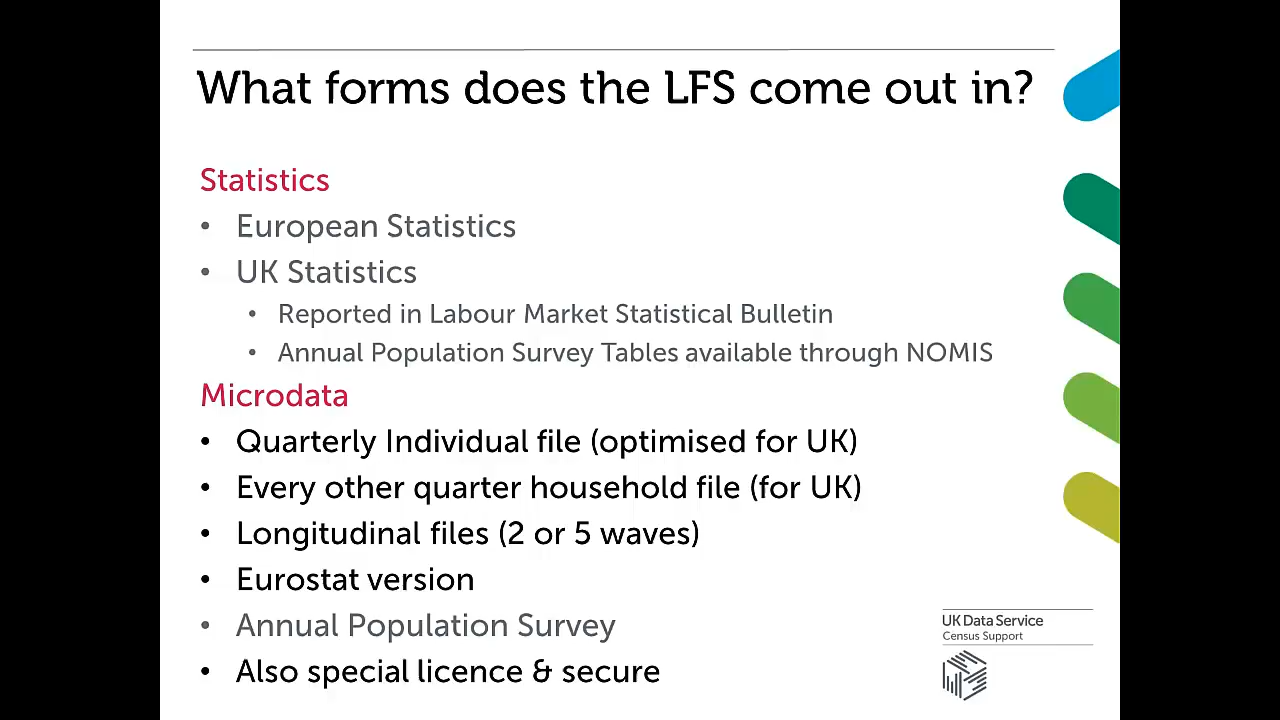 What forms does the LFS come out in?
Statistics
• European Statistics
• UK Statistics
• Reported in Labour Market Statistical Bulletin
• Annual Population Survey Tables available through NOMIS
Microdata
• Quarterly Individual file (optimised for UK)
• Every other quarter household file (for UK)
• Longitudinal files (2 or 5 waves)
• Eurostat version
• Annual Population Survey
• Also special licence & secure
UK Data Service
Census Support